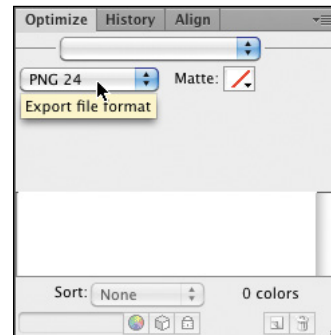 Optimize History Align
PNG 24 Matte:
Export file format
Sort: None 0 colors